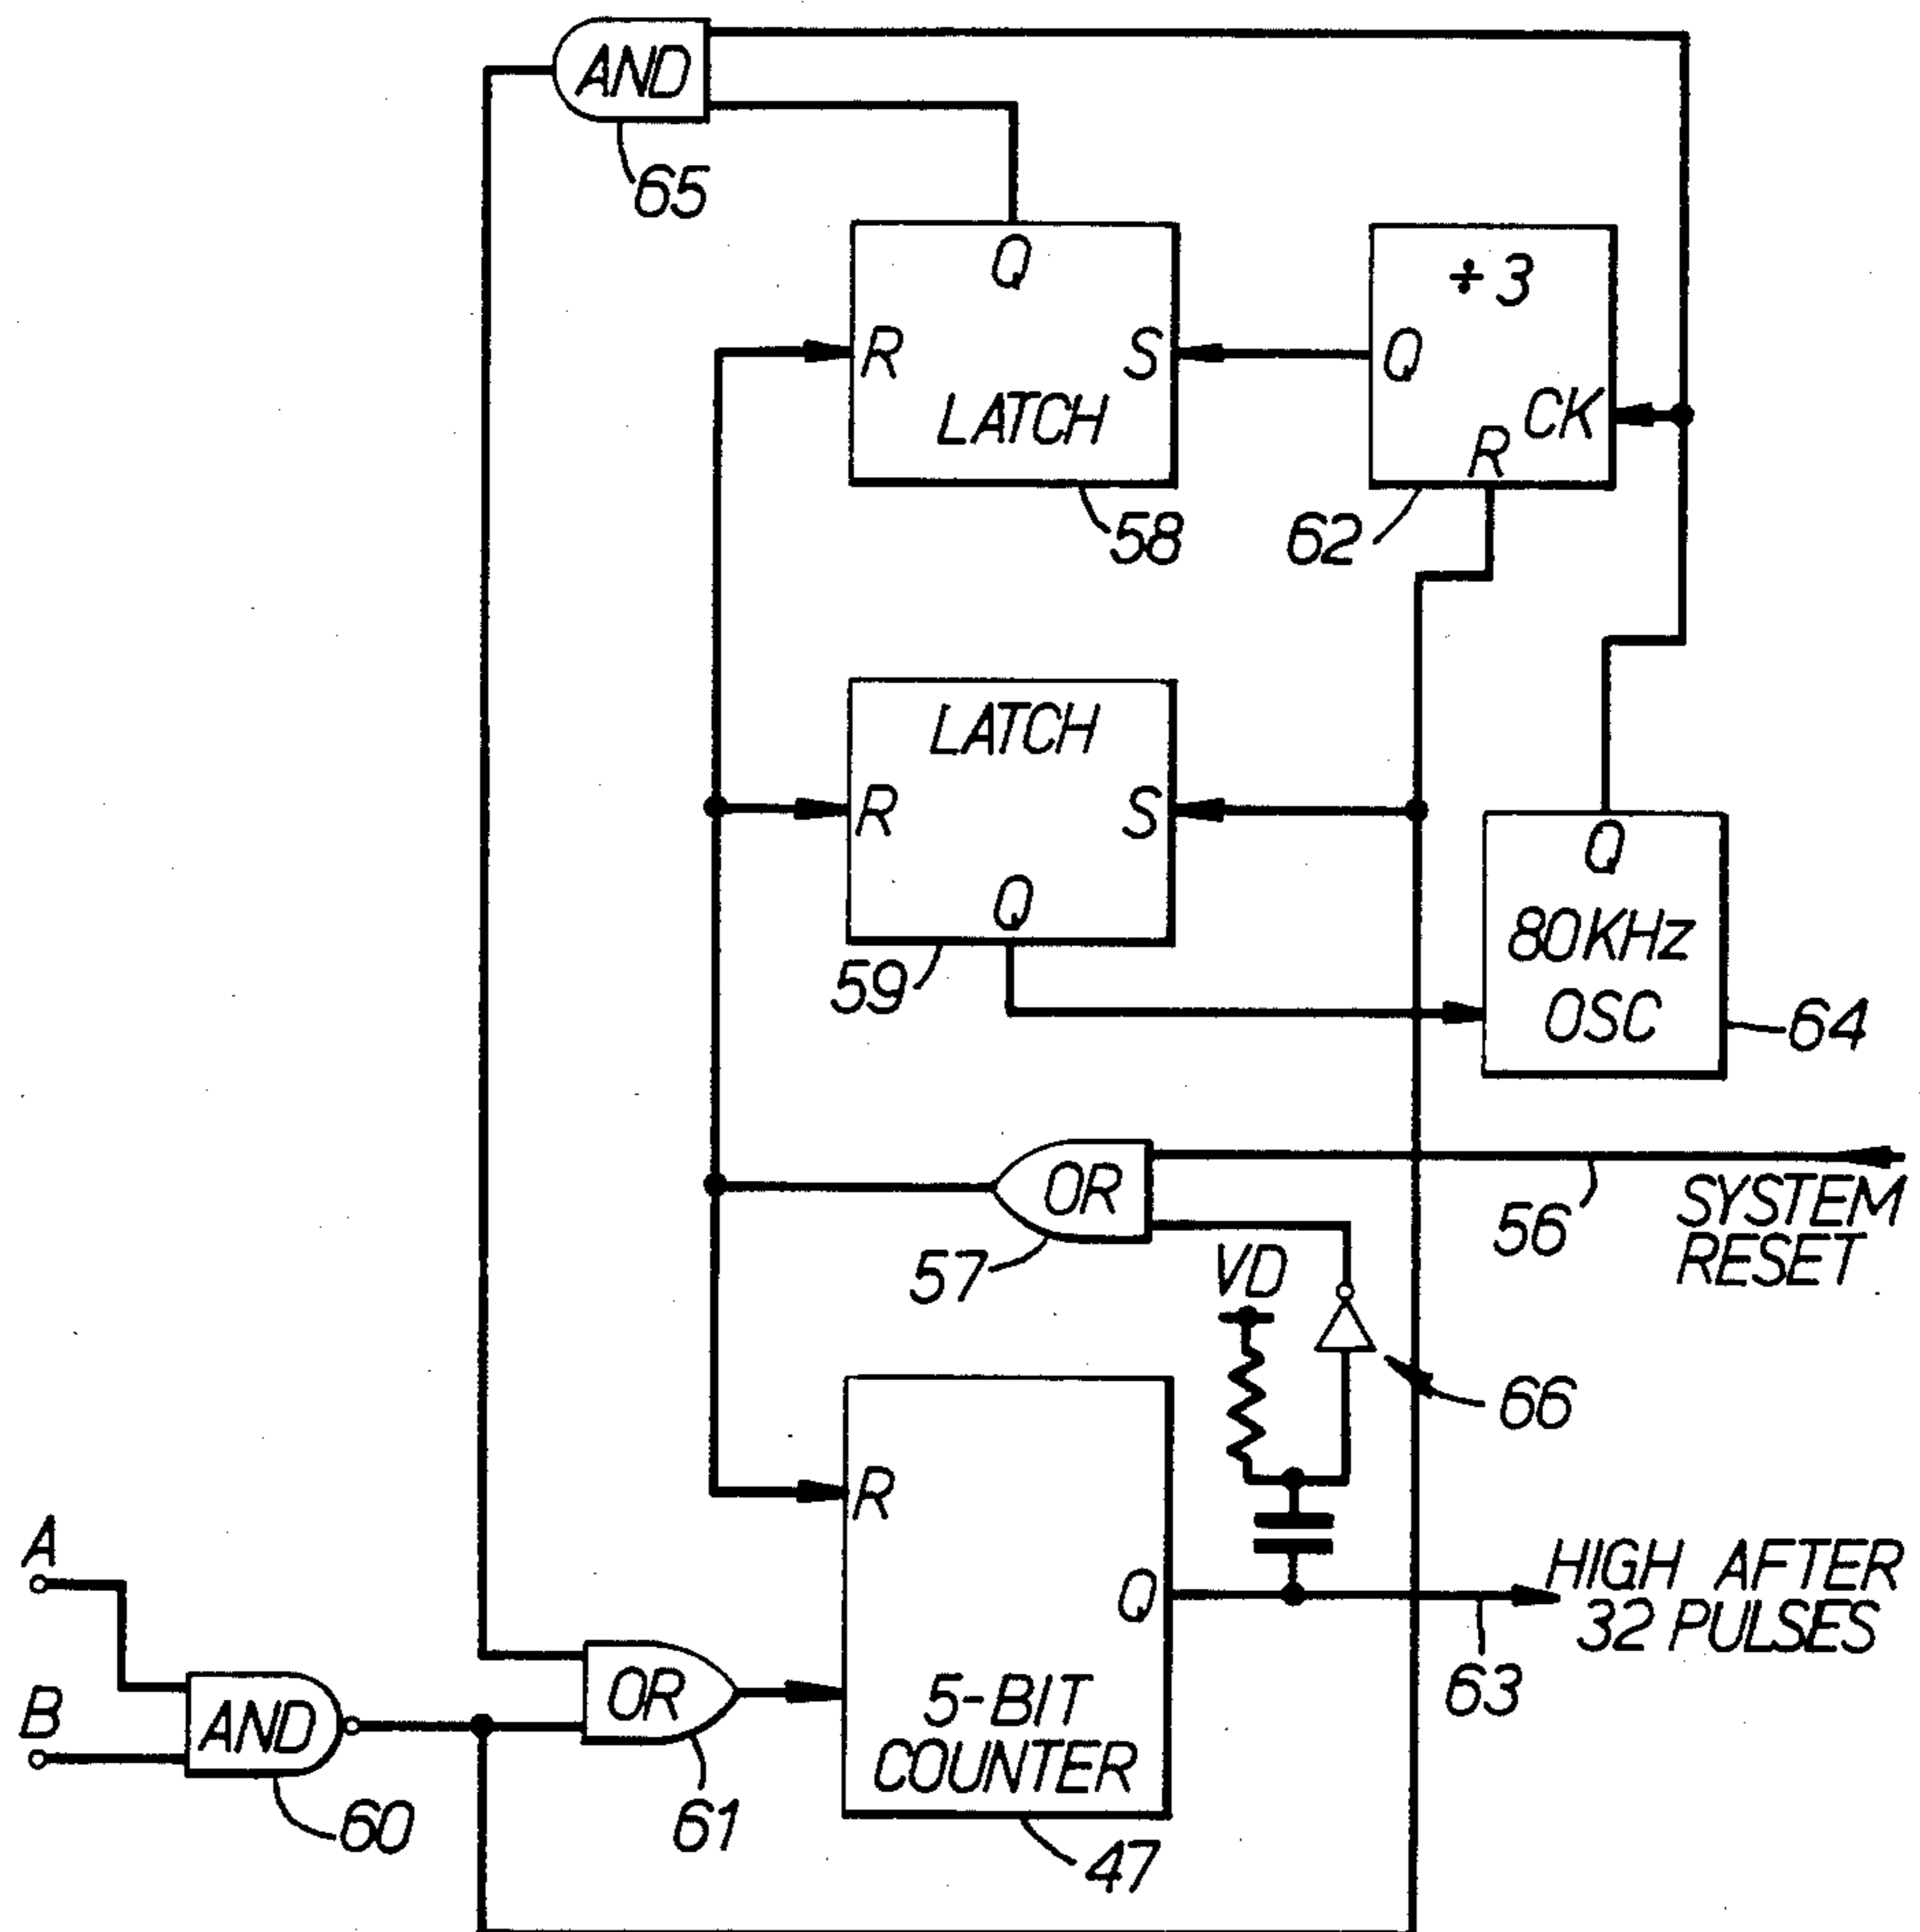 AND
65
Q
÷3
R
S
Q
LATCH
CK
R
58
62
LATCH
R
S
Q
Q
80KHz
OSC
59
64
OR
57
56
SYSTEM
RESET
VD
66
R
A
Q
HIGH AFTER
32 PULSES
B
AND
OR
5-BIT
COUNTER
63
60
61
47